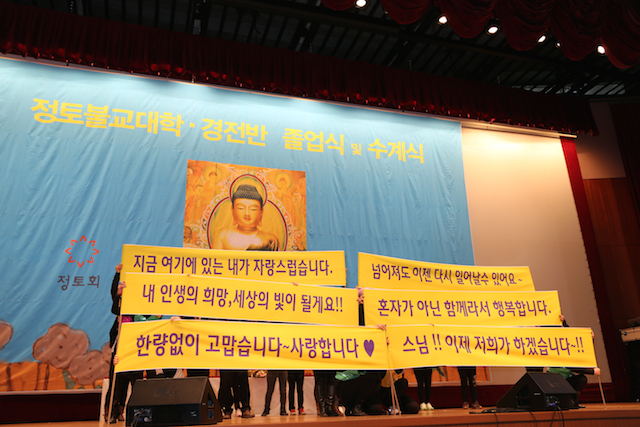 정토불교대학·경전반 졸업식 및 수계식
정토회
지금 여기에 있는 내가 자랑스럽습니다.
내 인생의 희망,세상의 빛이 될게요!!
한량없이 고맙습니다~사랑합니다♥
넘어져도 이젠 다시 일어날수 있어요~
혼자가 아닌 함께라서 행복합니다.
스님!! 이제 저희가 하겠습니다~!!